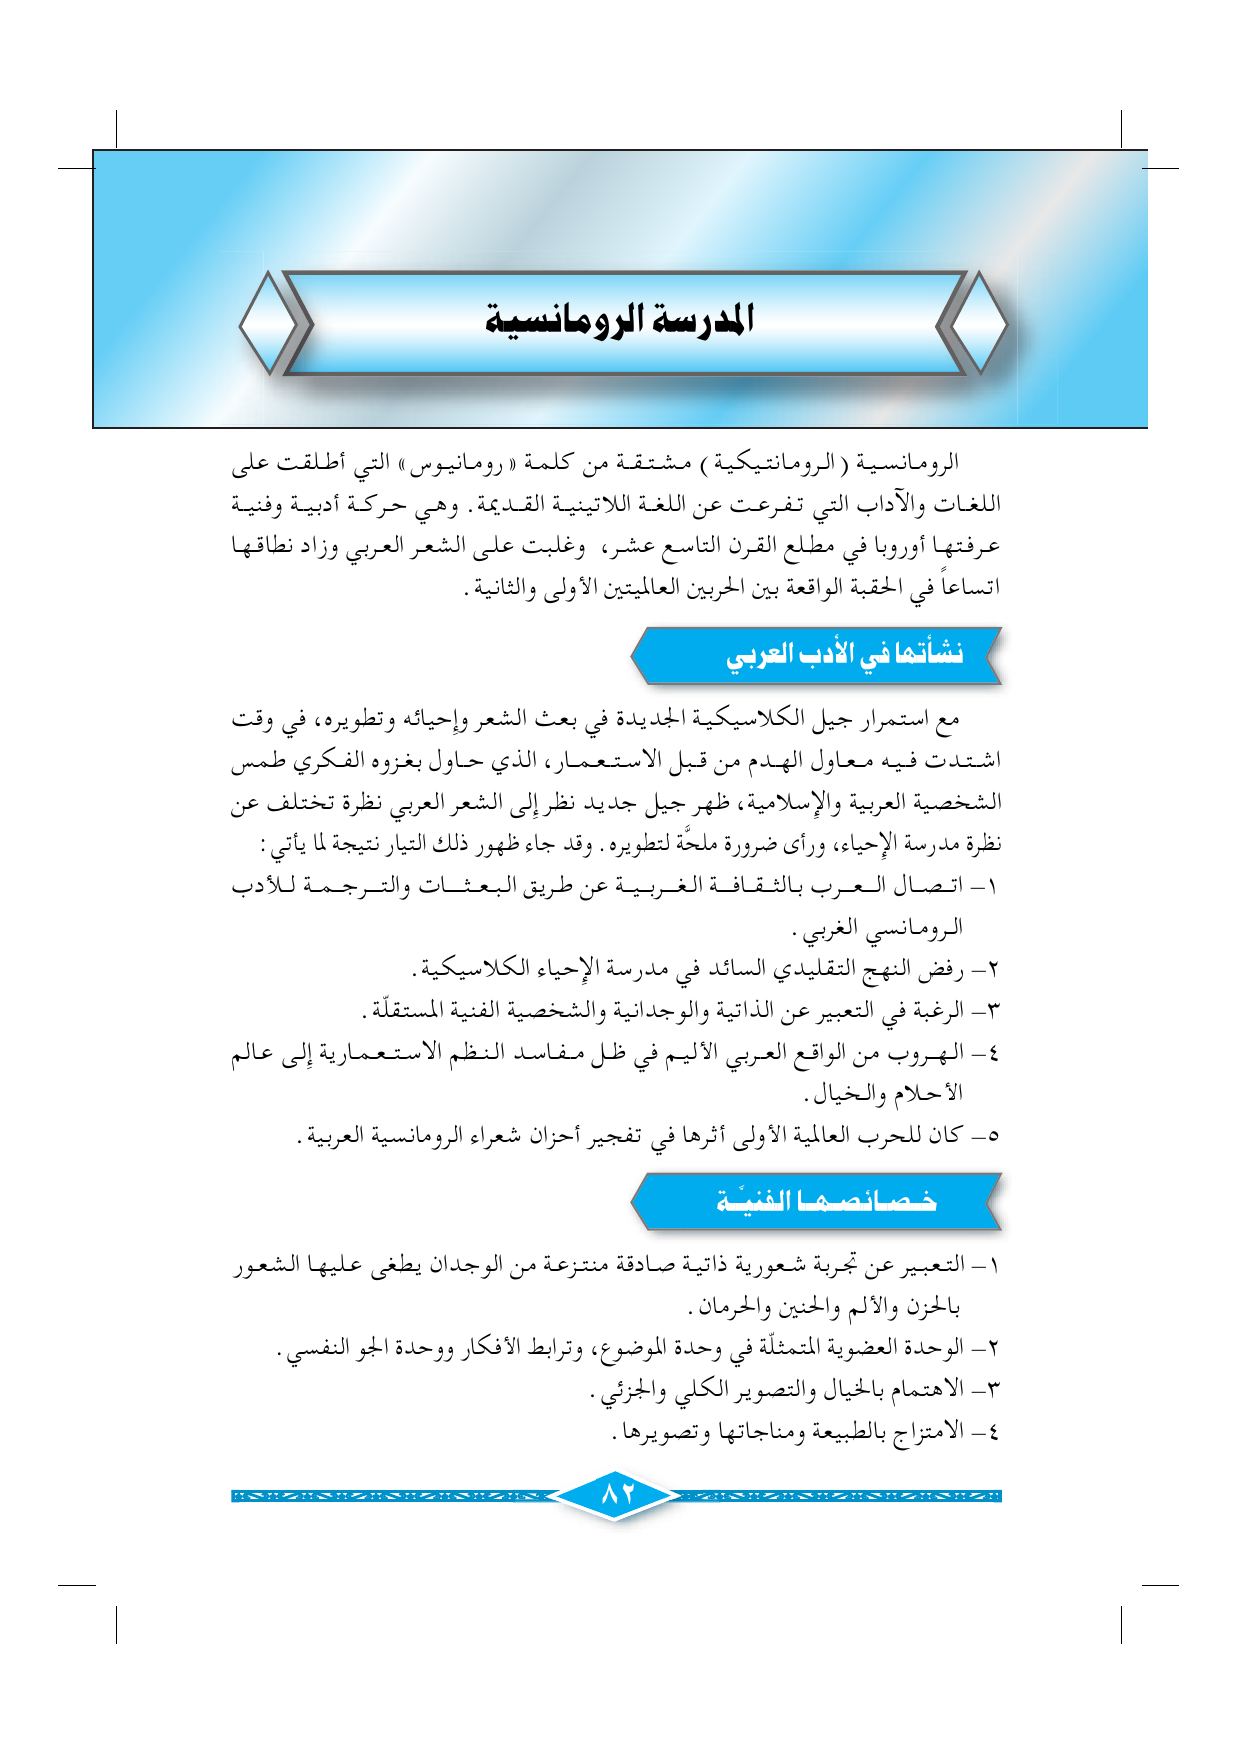 المدرسة الرومانسية
الرومانسية (الرومانتيكية) مشتقة من كلمة «رومانيوس» التي أطلقت على
اللغات والآداب التي تفرعت عن اللغة اللاتينية القديمة. وهي حركة أدبية وفنية
عرفتها أوروبا في مطلع القرن التاسع عشر، وغلبت على الشعر العربي وزاد نطاقها
اتساعاً في الحقبة الواقعة بين الحربين العالميتين الأولى والثانية.
نشأتها في الأدب العربي
مع استمرار جيل الكلاسيكية الجديدة في بعث الشعر وإحيائه وتطويره، في وقت
اشتدت فيه معاول الهدم من قبل الاستعمار، الذي حاول بغزوه الفكري طمس
الشخصية العربية والإسلامية، ظهر جيل جديد نظر إلى الشعر العربي نظرة تختلف عن
نظرة مدرسة الإحياء، ورأى ضرورة ملحَّة لتطويره. وقد جاء ظهور ذلك التيار نتيجة لما يأتي:
١– اتصال العرب بالثقافة الغربية عن طريق البعثات والترجمة للأدب
الرومانسي الغربي.
٢– رفض النهج التقليدي السائد في مدرسة الإحياء الكلاسيكية.
٣– الرغبة في التعبير عن الذاتية والوجدانية والشخصية الفنية المستقلّة.
٤– الهروب من الواقع العربي الأليم في ظل مفاسد النظم الاستعمارية إلى عالم
الأحلام والخيال.
٥– كان للحرب العالمية الأولى أثرها في تفجير أحزان شعراء الرومانسية العربية.
خصائصها الفنيَّة
١– التعبير عن تجربة شعورية ذاتية صادقة منتزعة من الوجدان يطغى عليها الشعور
بالحزن والألم والحنين والحرمان.
٢– الوحدة العضوية المتمثلّة في وحدة الموضوع، وترابط الأفكار ووحدة الجو النفسي.
٣– الاهتمام بالخيال والتصوير الكلي والجزئي.
٤– الامتزاج بالطبيعة ومناجاتها وتصويرها.
٨٢